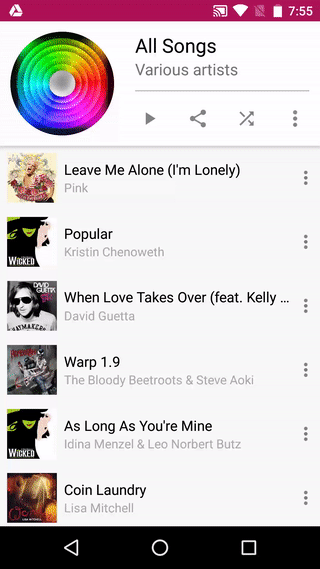 7:55
All Songs
Various artists
Leave Me Alone (I'm Lonely)
Pink
Popular
Kristin Chenoweth
WICKED
When Love Takes Over (feat. Kelly ...
David Guetta
DAVID
GUETTA
Warp 1.9
The Bloody Beetroots & Steve Aoki
As Long As You're Mine
Idina Menzel & Leo Norbert Butz
WICKED
Coin Laundry
Lisa Mitchell
LISA MITCHELL